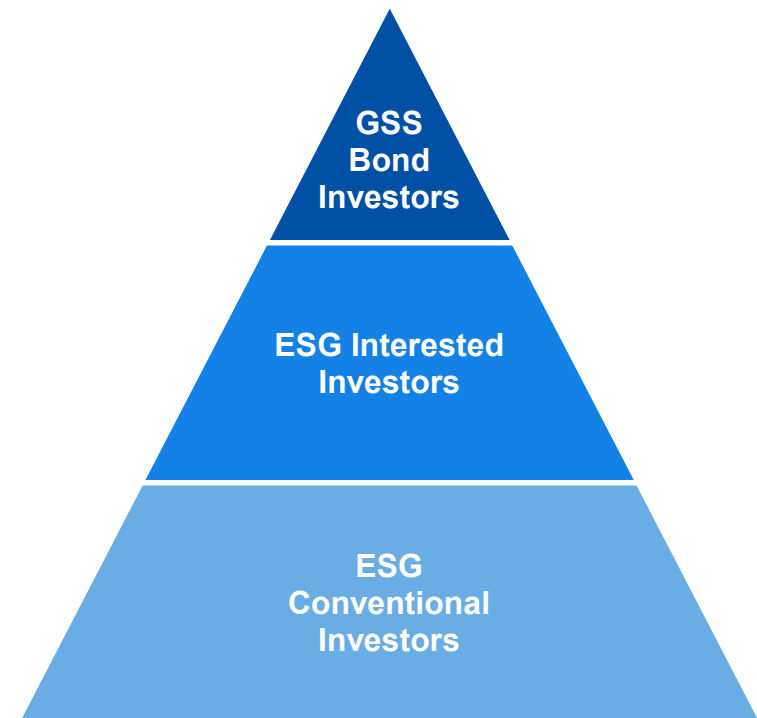 GSS
Bond
Investors
ESG Interested
Investors
ESG
Conventional
Investors